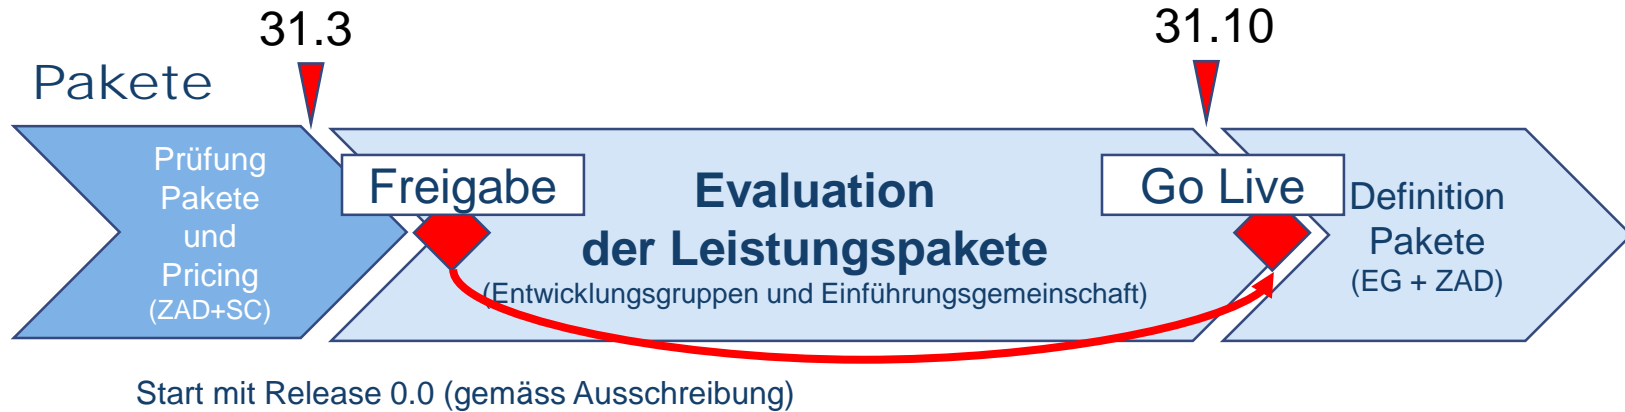 31.3
31.10
Pakete
Prüfung
Pakete
und
Pricing
(ZAD+SC)
Freigabe
Evaluation
der Leistungspakete
(Entwicklungsgruppen und Einführungsgemeinschaft)
Go Live
Definition
Pakete
(EG + ZAD)
Start mit Release 0.0 (gemäss Ausschreibung)